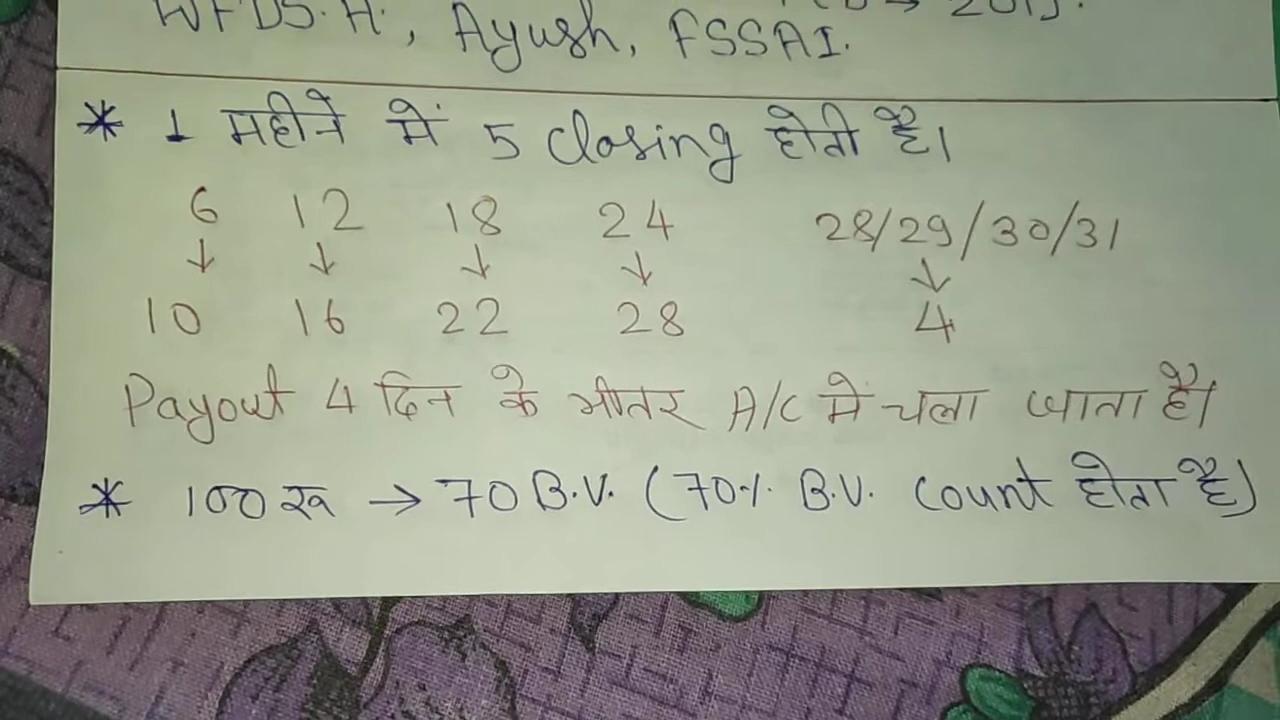 Ayush, FSSAI.
* 1 महीने में 5 Closing होती है।
6 12 18 24 28/29/30/31
↓ ↓ ↓ ↓ ↓
10 16 22 28 4
Payout 4 दिन के भीतर A/C में चला जाता है।
* 100 रू → 70 B.V. (70% B.V. Count होता है)